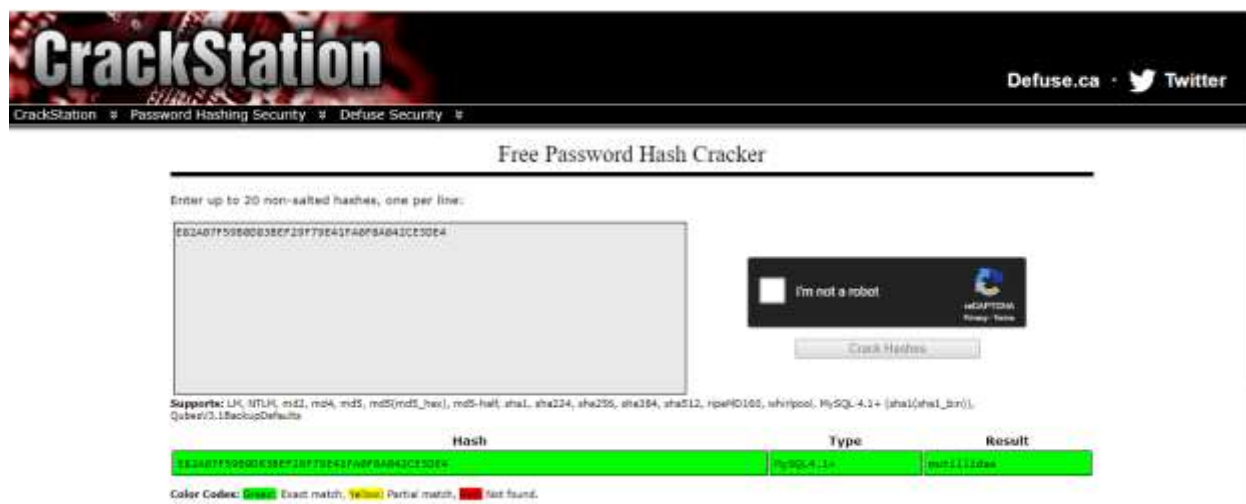 CrackStation
Defuse.ca · Twitter
CrackStation Password Hashing Security Defuse Security
Free Password Hash Cracker
Enter up to 20 non-salted hashes, one per line:
I'm not a robot
reCAPTCHA
Privacy - Terms
Crack Hashes
Supports: LM, NTLM, md2, md4, md5, md5(md5_hex), md5-half, sha1, sha224, sha256, sha384, sha512, ripeMD160, whirlpool, MySQL 4.1+ (sha1(sha1_bin)),
QubesV3.1BackupDefaults
Hash Type Result
MySQL4.1+ mutillidae
Color Codes: Green: Exact match, Yellow: Partial match, Red: Not found.